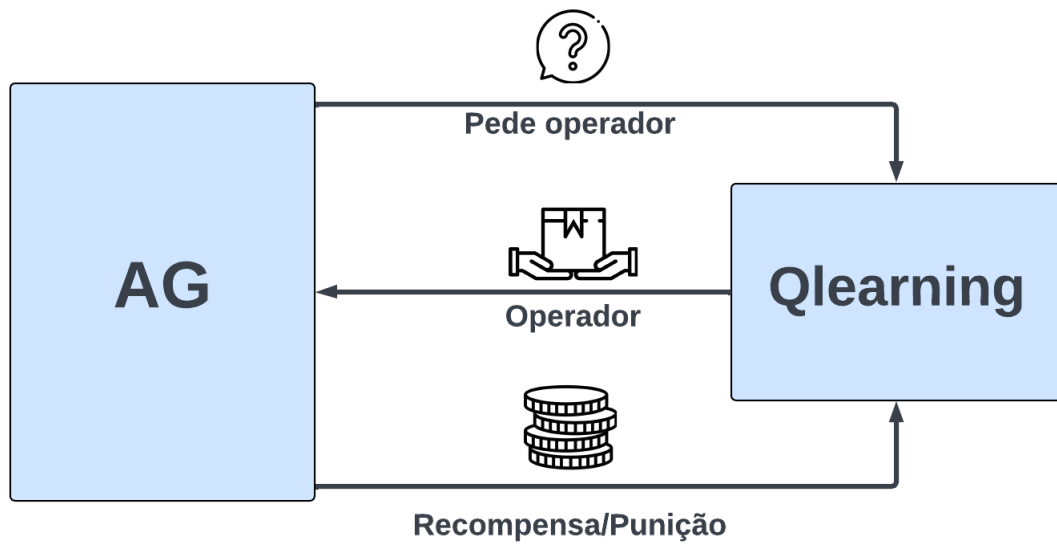 ?
Pede operador
AG
Qlearning
Operador
Recompensa/Punição